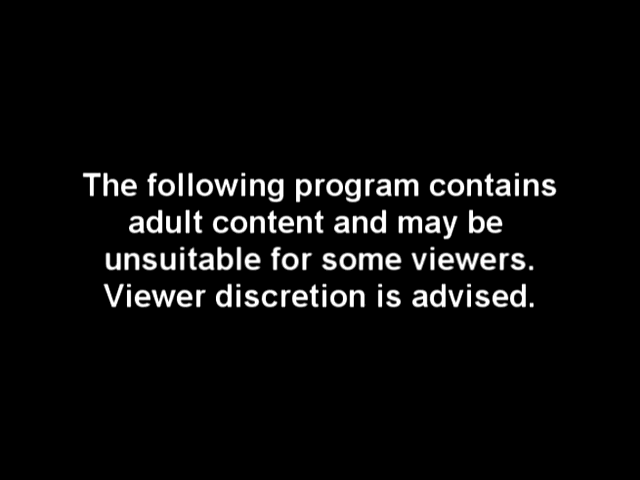 The following program contains
adult content and may be
unsuitable for some viewers.
Viewer discretion is advised.